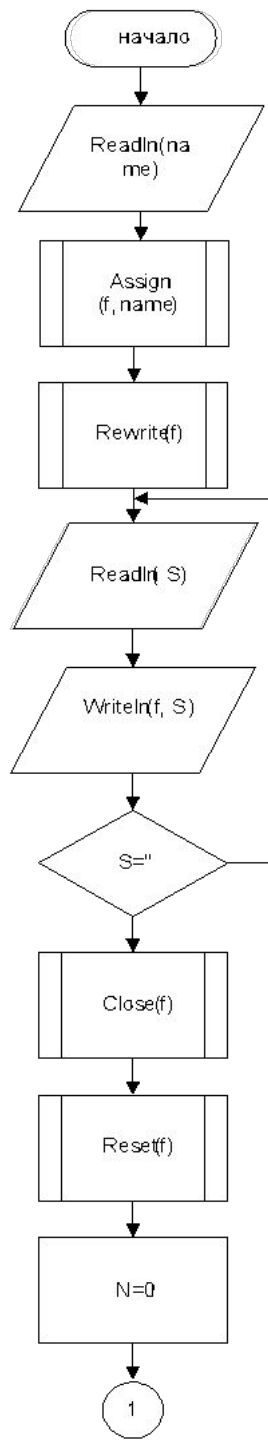 начало
Readln(na
me)
Assign
(f, name)
Rewrite(f)
Readln( S)
Writeln(f, S)
S=''
Close(f)
Reset(f)
N=0
1